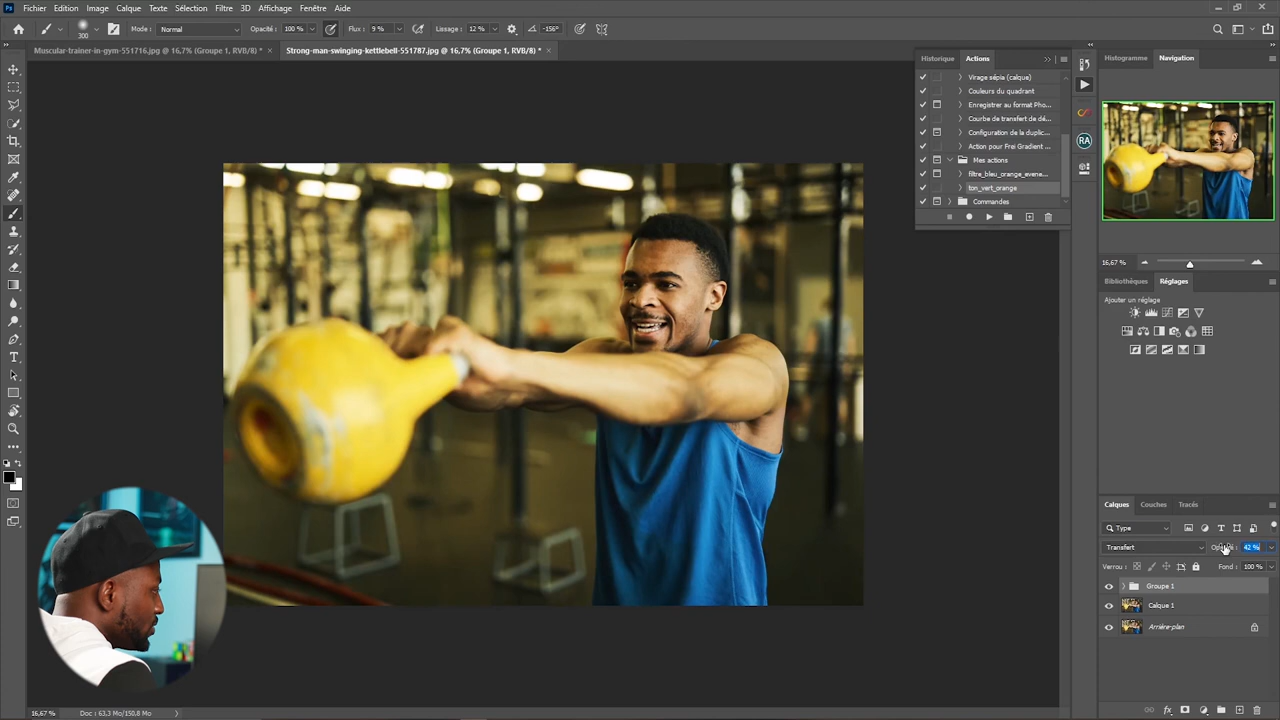 Ps Fichier Edition Image Calque Texte Sélection Filtre 3D Affichage Fenêtre Aide
300 Mode : Normal Opacité : 100 % Flux : 9 % Lissage : 12 % -156°
Muscular-trainer-in-gym-551716.jpg @ 16,7% (Groupe 1, RVB/8) * ×
Strong-man-swinging-kettlebell-551787.jpg @ 16,7% (Groupe 1, RVB/8) * ×
Historique Actions
Virage sépia (calque)
Couleurs du quadrant
Enregistrer au format Pho...
Courbe de transfert de dé...
Configuration de la duplic...
Action pour Frei Gradient ...
Mes actions
filtre_bleu_orange_evene...
ton_vert_orange
Commandes
RA
Histogramme Navigation
16,67 %
Bibliothèques Réglages
Ajouter un réglage
Calques Couches Tracés
Type
Transfert 42 %
Verrou : Fond : 100 %
Groupe 1
Calque 1
Arrière-plan
16,67 % Doc : 63,3 Mo/150,8 Mo